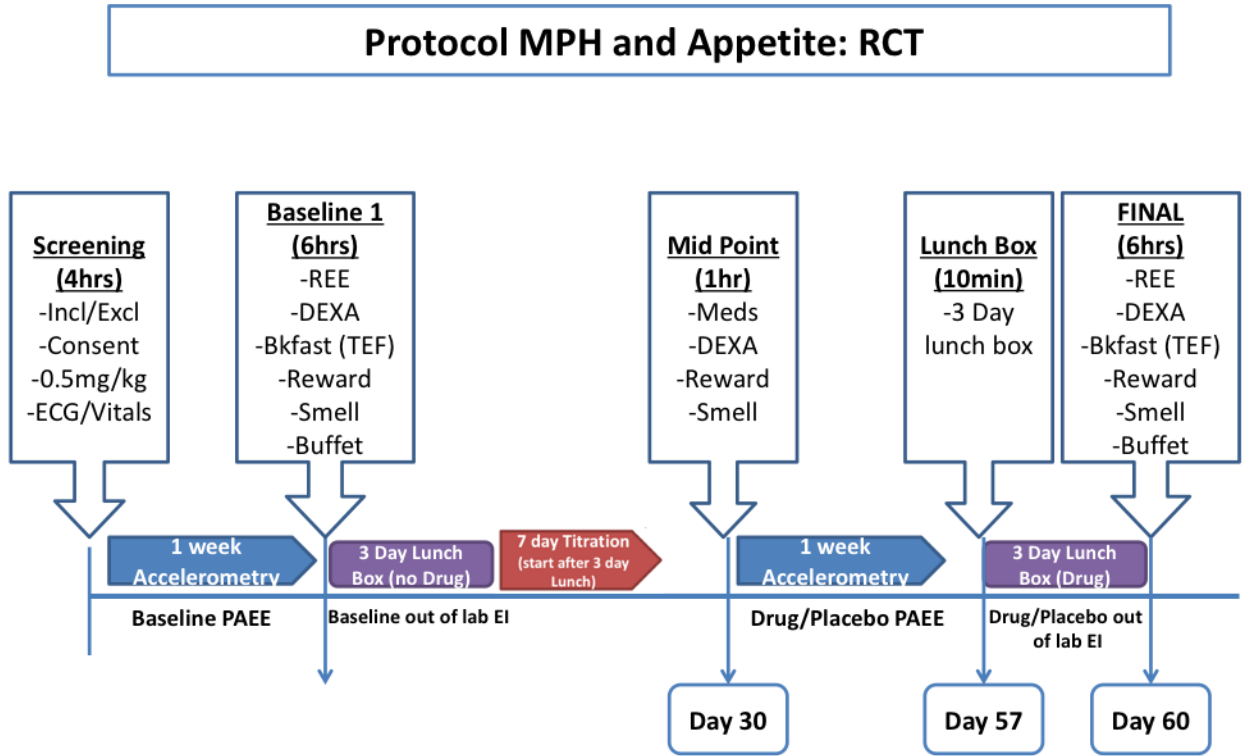 Protocol MPH and Appetite: RCT
Screening
(4hrs)
-Incl/Excl
-Consent
-0.5mg/kg
-ECG/Vitals
Baseline 1
(6hrs)
-REE
-DEXA
-Bkfast (TEF)
-Reward
-Smell
-Buffet
Mid Point
(1hr)
-Meds
-DEXA
-Reward
-Smell
Lunch Box
(10min)
-3 Day
lunch box
FINAL
(6hrs)
-REE
-DEXA
-Bkfast (TEF)
-Reward
-Smell
-Buffet
1 week
Accelerometry
3 Day Lunch
Box (no Drug)
7 day Titration
(start after 3 day
Lunch)
1 week
Accelerometry
3 Day Lunch
Box (Drug)
Baseline PAEE
Baseline out of lab EI
Drug/Placebo PAEE
Drug/Placebo out
of lab EI
Day 30
Day 57
Day 60